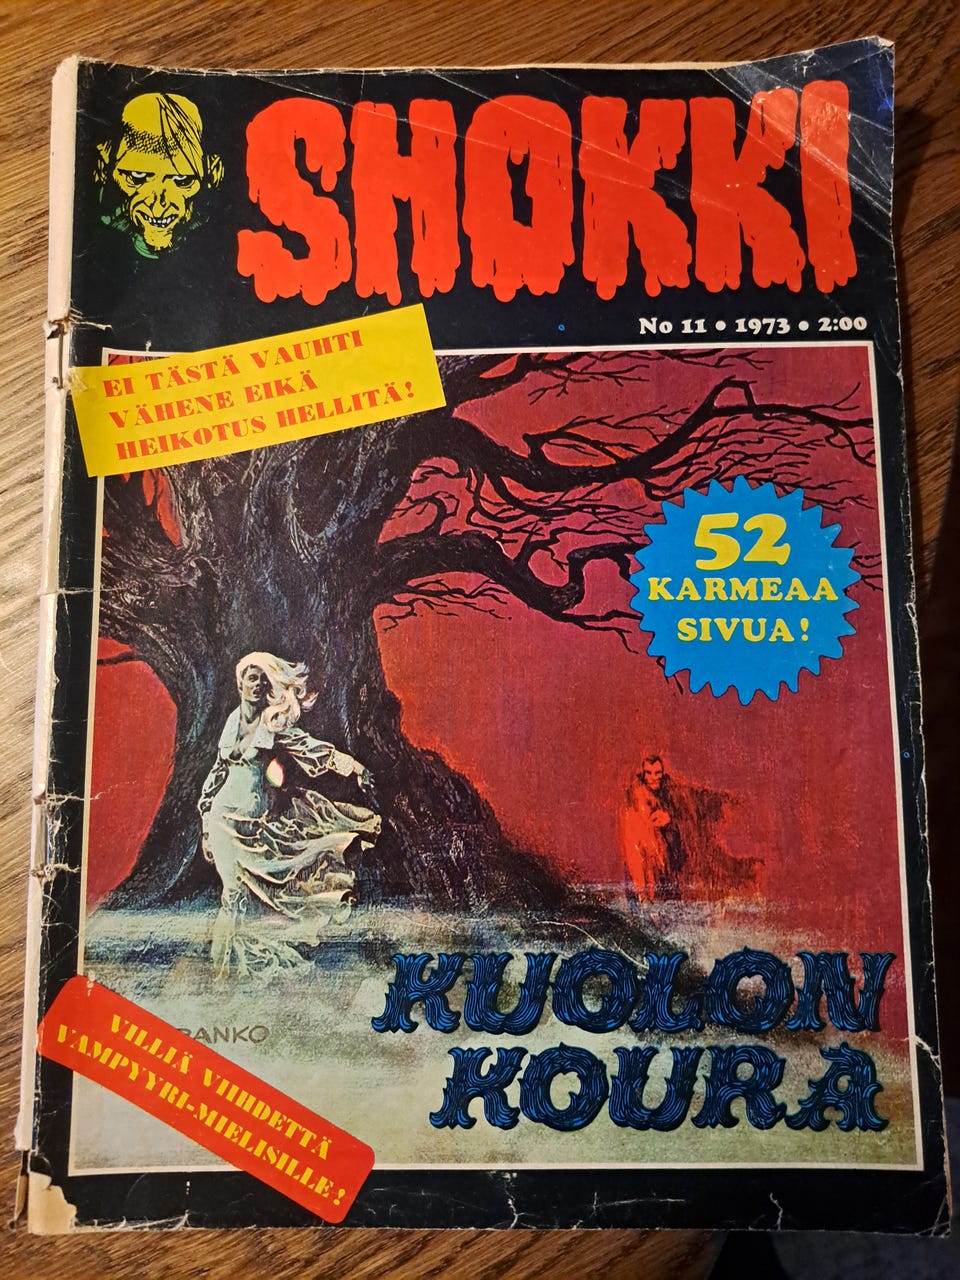 SHOKKI
No 11 • 1973 • 2:00
EI TÄSTÄ VAUHTI
VÄHENE EIKÄ
HEIKOTUS HELLITÄ!
52
KARMEAA
SIVUA!
KUOLON
KOURA
VILLIÄ VIIHDETTÄ
VAMPYYRI-MIELISILLE!